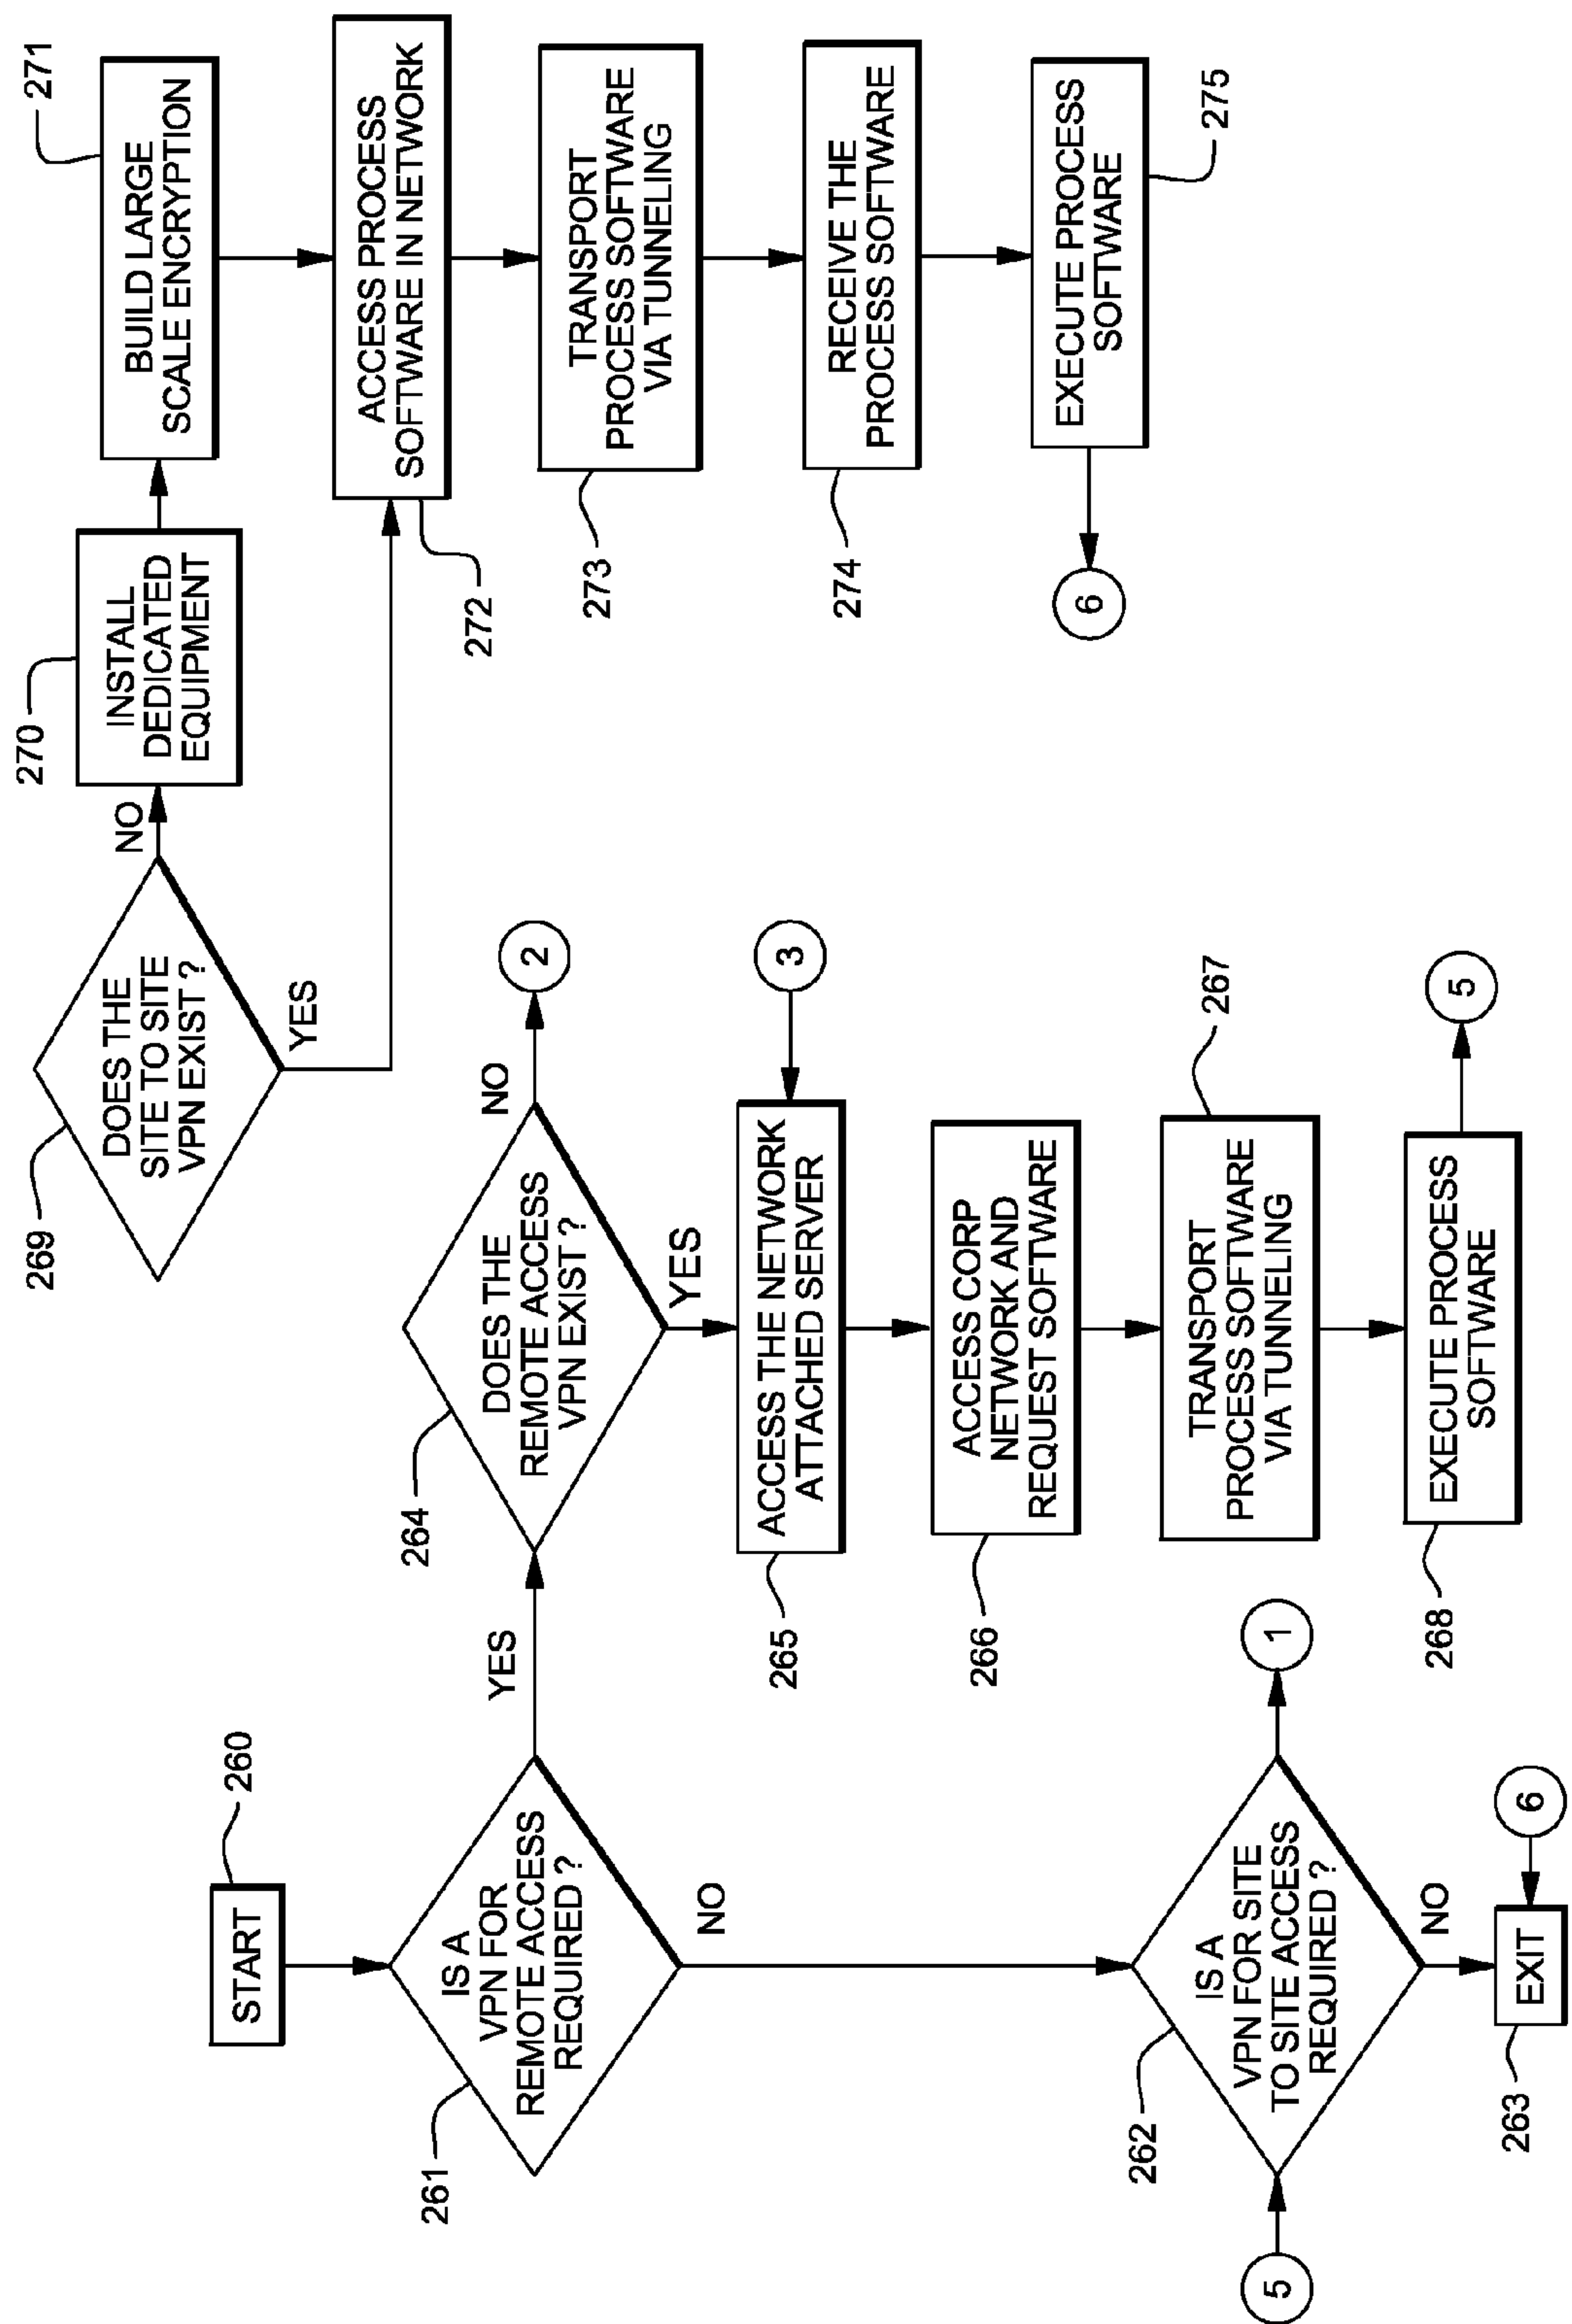 260
START
261
IS A
VPN FOR
REMOTE ACCESS
REQUIRED ?
YES
NO
262
IS A
VPN FOR SITE
TO SITE ACCESS
REQUIRED ?
5
1
NO
263
EXIT
6
264
DOES THE
REMOTE ACCESS
VPN EXIST ?
NO
2
YES
265
ACCESS THE NETWORK
ATTACHED SERVER
3
266
ACCESS CORP
NETWORK AND
REQUEST SOFTWARE
267
TRANSPORT
PROCESS SOFTWARE
VIA TUNNELING
268
EXECUTE PROCESS
SOFTWARE
5
269
DOES THE
SITE TO SITE
VPN EXIST ?
NO
YES
270
INSTALL
DEDICATED
EQUIPMENT
271
BUILD LARGE
SCALE ENCRYPTION
272
ACCESS PROCESS
SOFTWARE IN NETWORK
273
TRANSPORT
PROCESS SOFTWARE
VIA TUNNELING
274
RECEIVE THE
PROCESS SOFTWARE
275
EXECUTE PROCESS
SOFTWARE
6